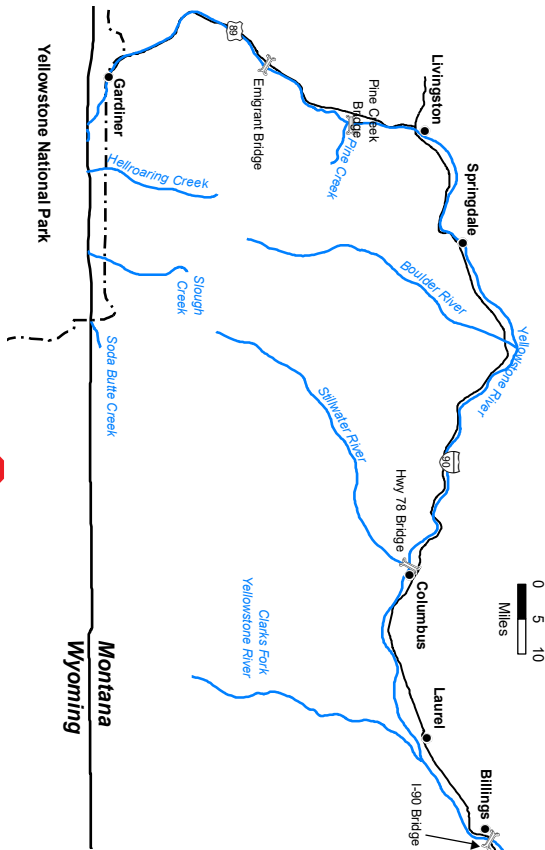 Yellowstone National Park
Gardiner
89
Emigrant Bridge
Pine Creek
Bridge
Pine Creek
Livingston
Springdale
Hellroaring Creek
Slough
Creek
Soda Butte Creek
Boulder River
Yellowstone River
Stillwater River
90
Hwy 78 Bridge
Columbus
Clarks Fork
Yellowstone River
Laurel
Billings
I-90 Bridge
0 5 10
Miles
Montana
Wyoming